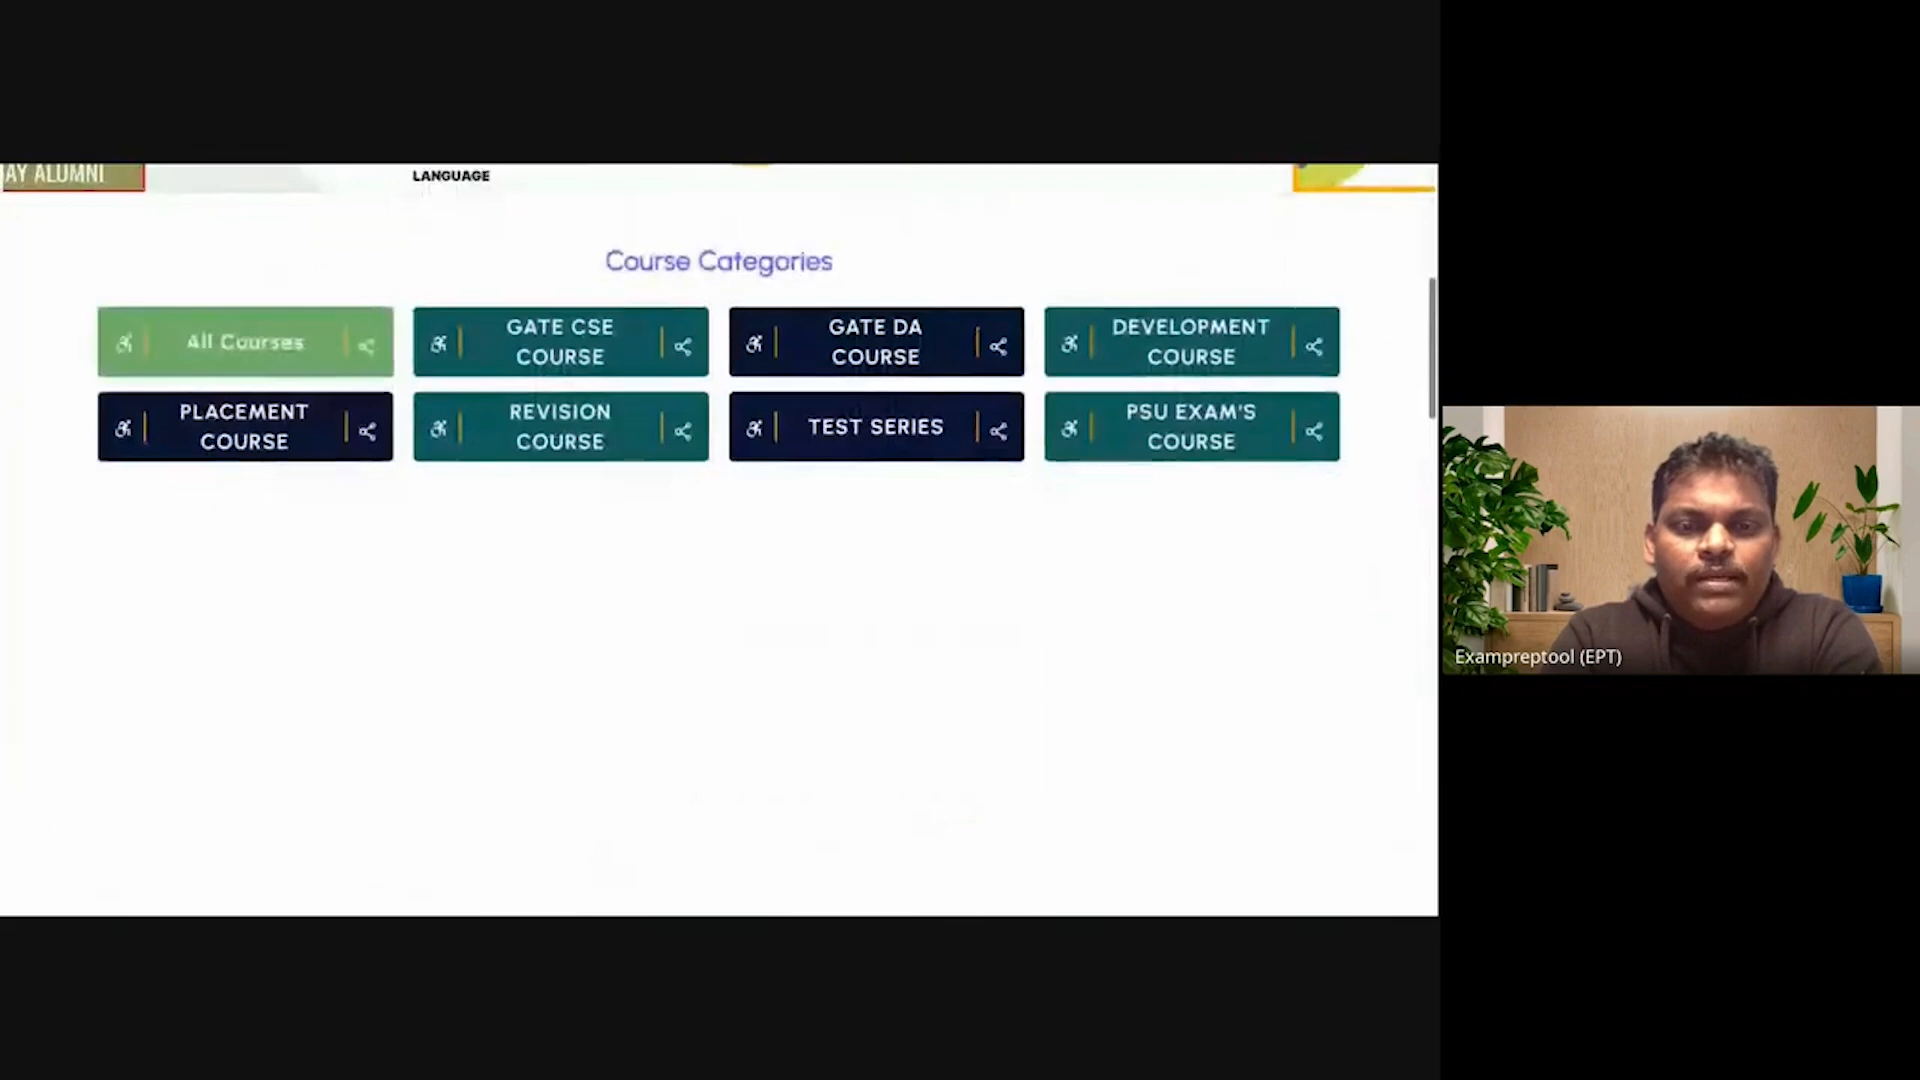 AY ALUMNI
LANGUAGE
Course Categories
All Courses
GATE CSE
COURSE
GATE DA
COURSE
DEVELOPMENT
COURSE
PLACEMENT
COURSE
REVISION
COURSE
TEST SERIES
PSU EXAM'S
COURSE
Exampreptool (EPT)